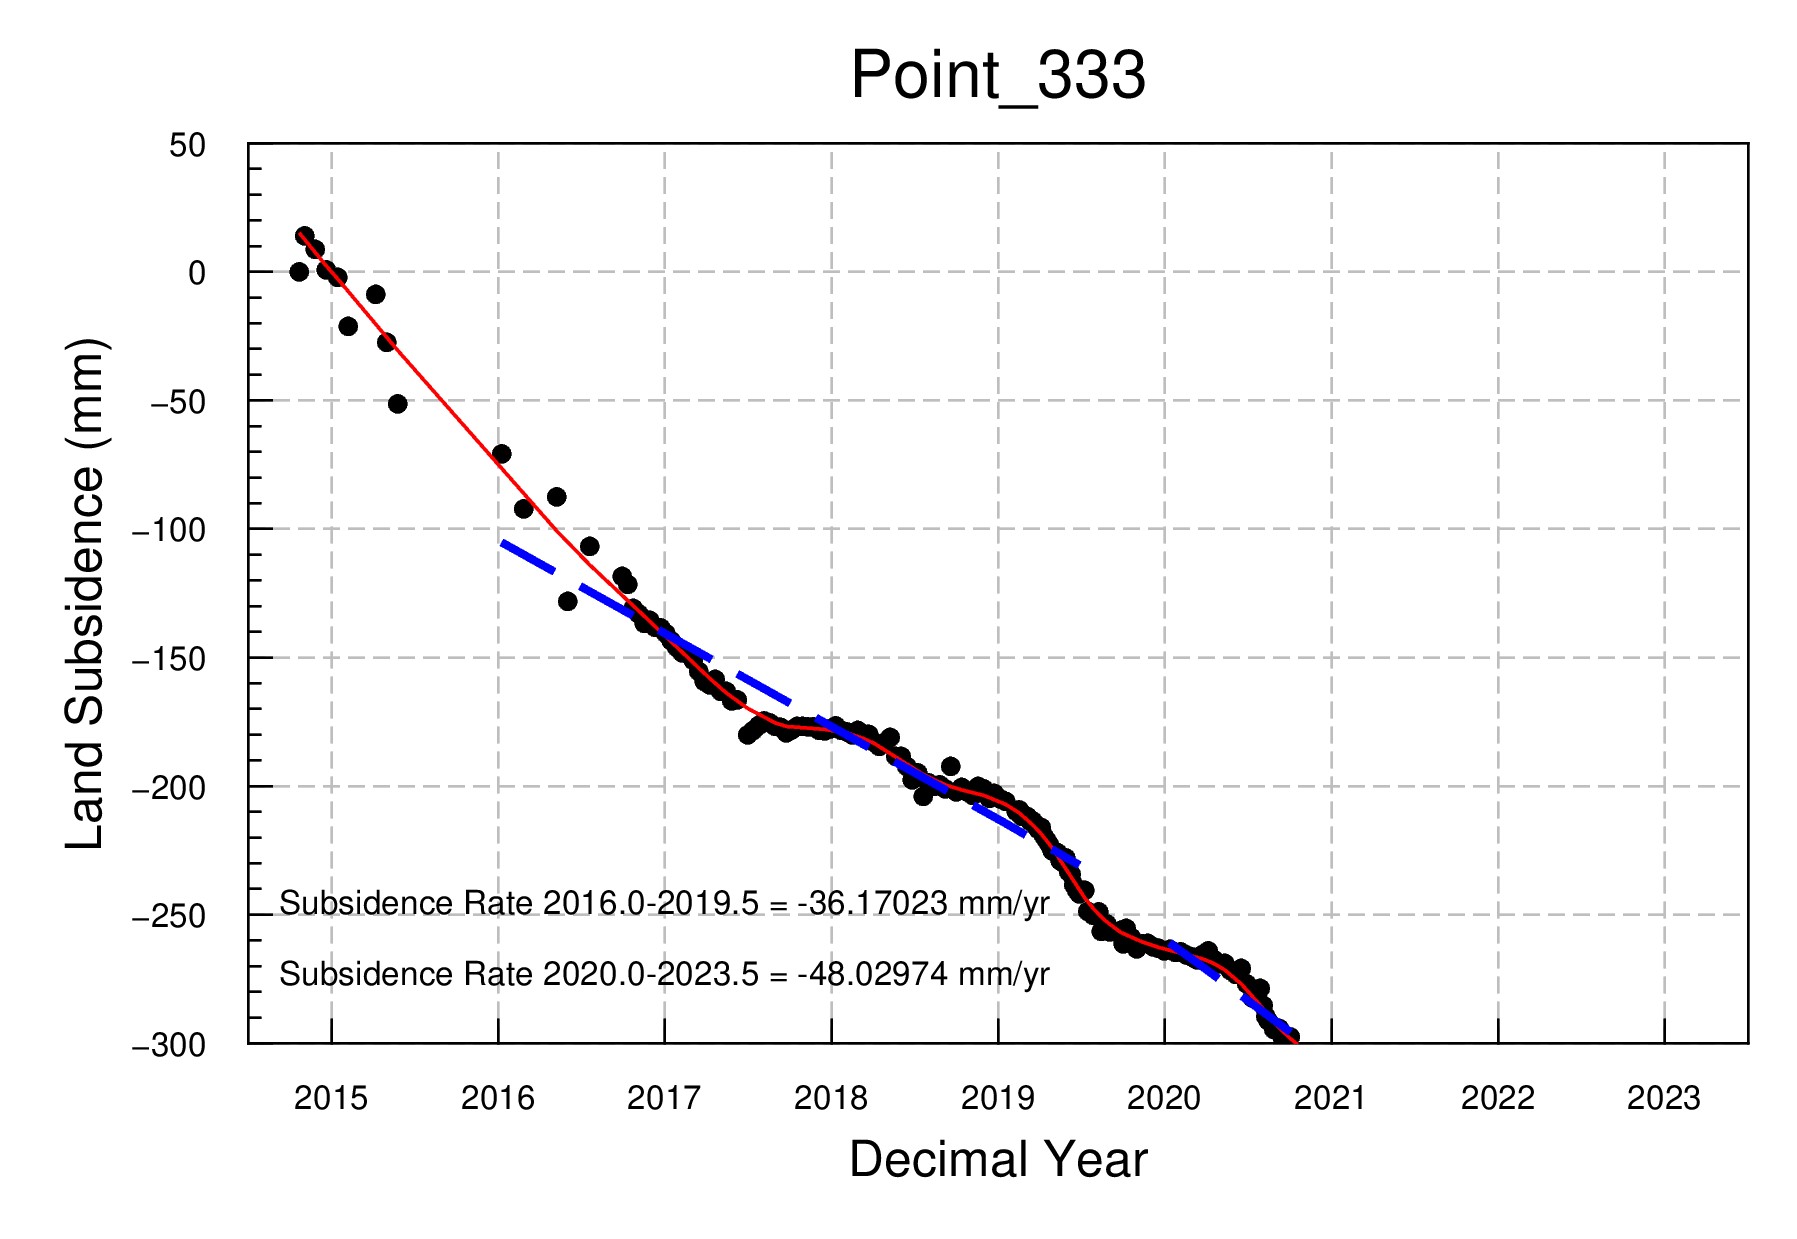 Point_333
50
0
−50
−100
−150
−200
−250
−300
Land Subsidence (mm)
Subsidence Rate 2016.0-2019.5 = -36.17023 mm/yr
Subsidence Rate 2020.0-2023.5 = -48.02974 mm/yr
2015 2016 2017 2018 2019 2020 2021 2022 2023
Decimal Year